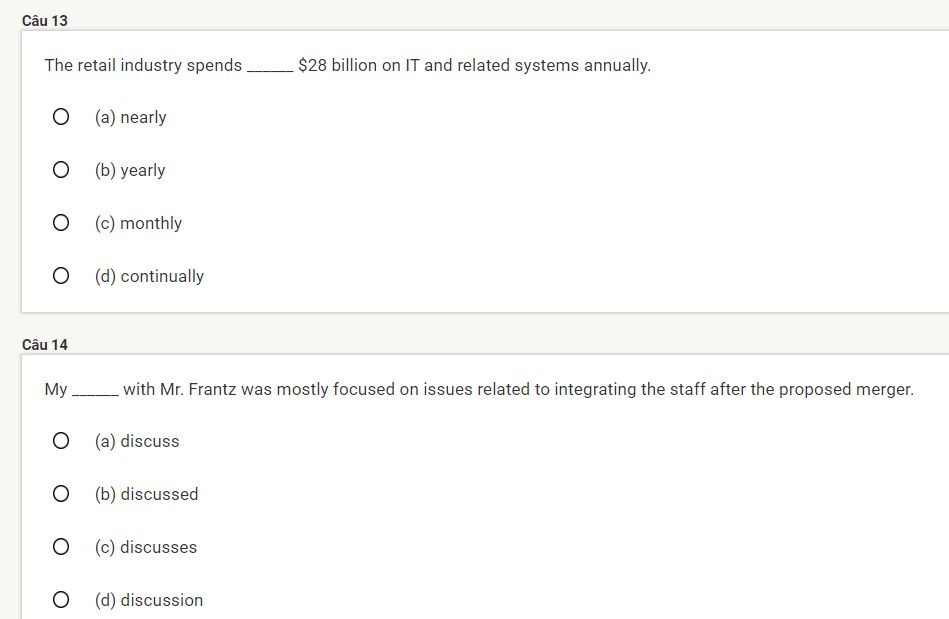 Câu 13
The retail industry spends ______ $28 billion on IT and related systems annually.
(a) nearly
(b) yearly
(c) monthly
(d) continually
Câu 14
My ______ with Mr. Frantz was mostly focused on issues related to integrating the staff after the proposed merger.
(a) discuss
(b) discussed
(c) discusses
(d) discussion